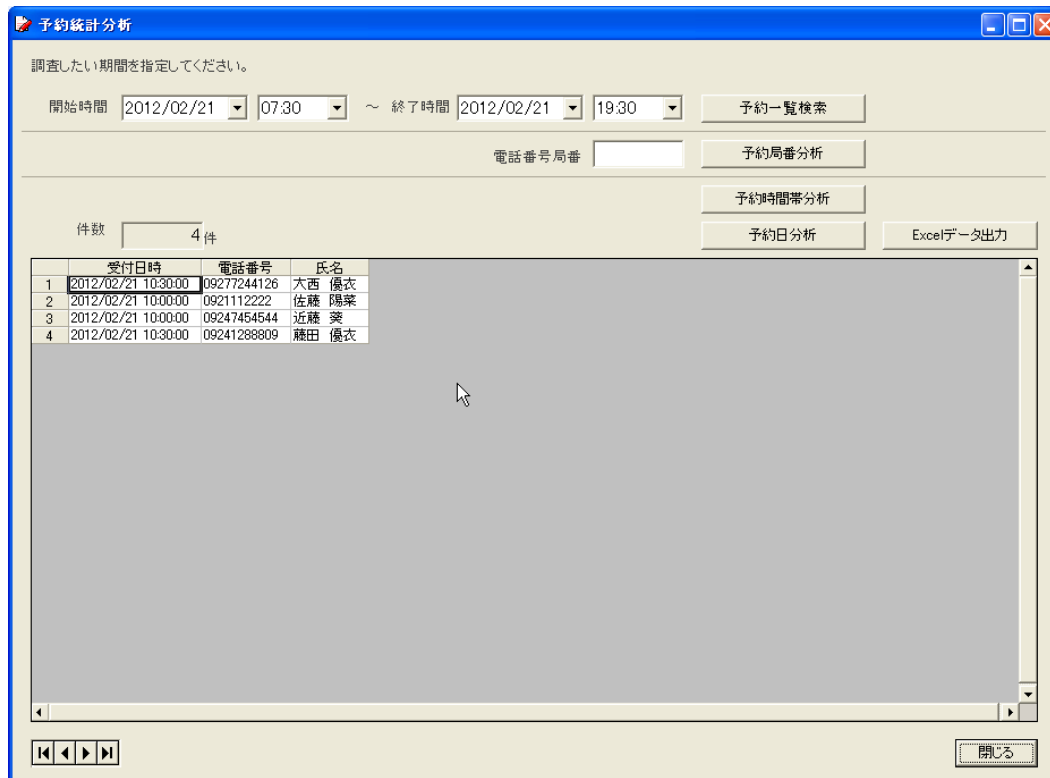 予約統計分析
調査したい期間を指定してください。
開始時間 2012/02/21 07:30 ～ 終了時間 2012/02/21 19:30 予約一覧検索
電話番号局番 予約局番分析
予約時間帯分析
件数 4 件 予約日分析 Excelデータ出力
受付日時 電話番号 氏名
1 2012/02/21 10:30:00 09277244126 大西 優衣
2 2012/02/21 10:00:00 0921112222 佐藤 陽菜
3 2012/02/21 10:00:00 09247454544 近藤 葵
4 2012/02/21 10:30:00 09241288809 藤田 優衣
閉じる